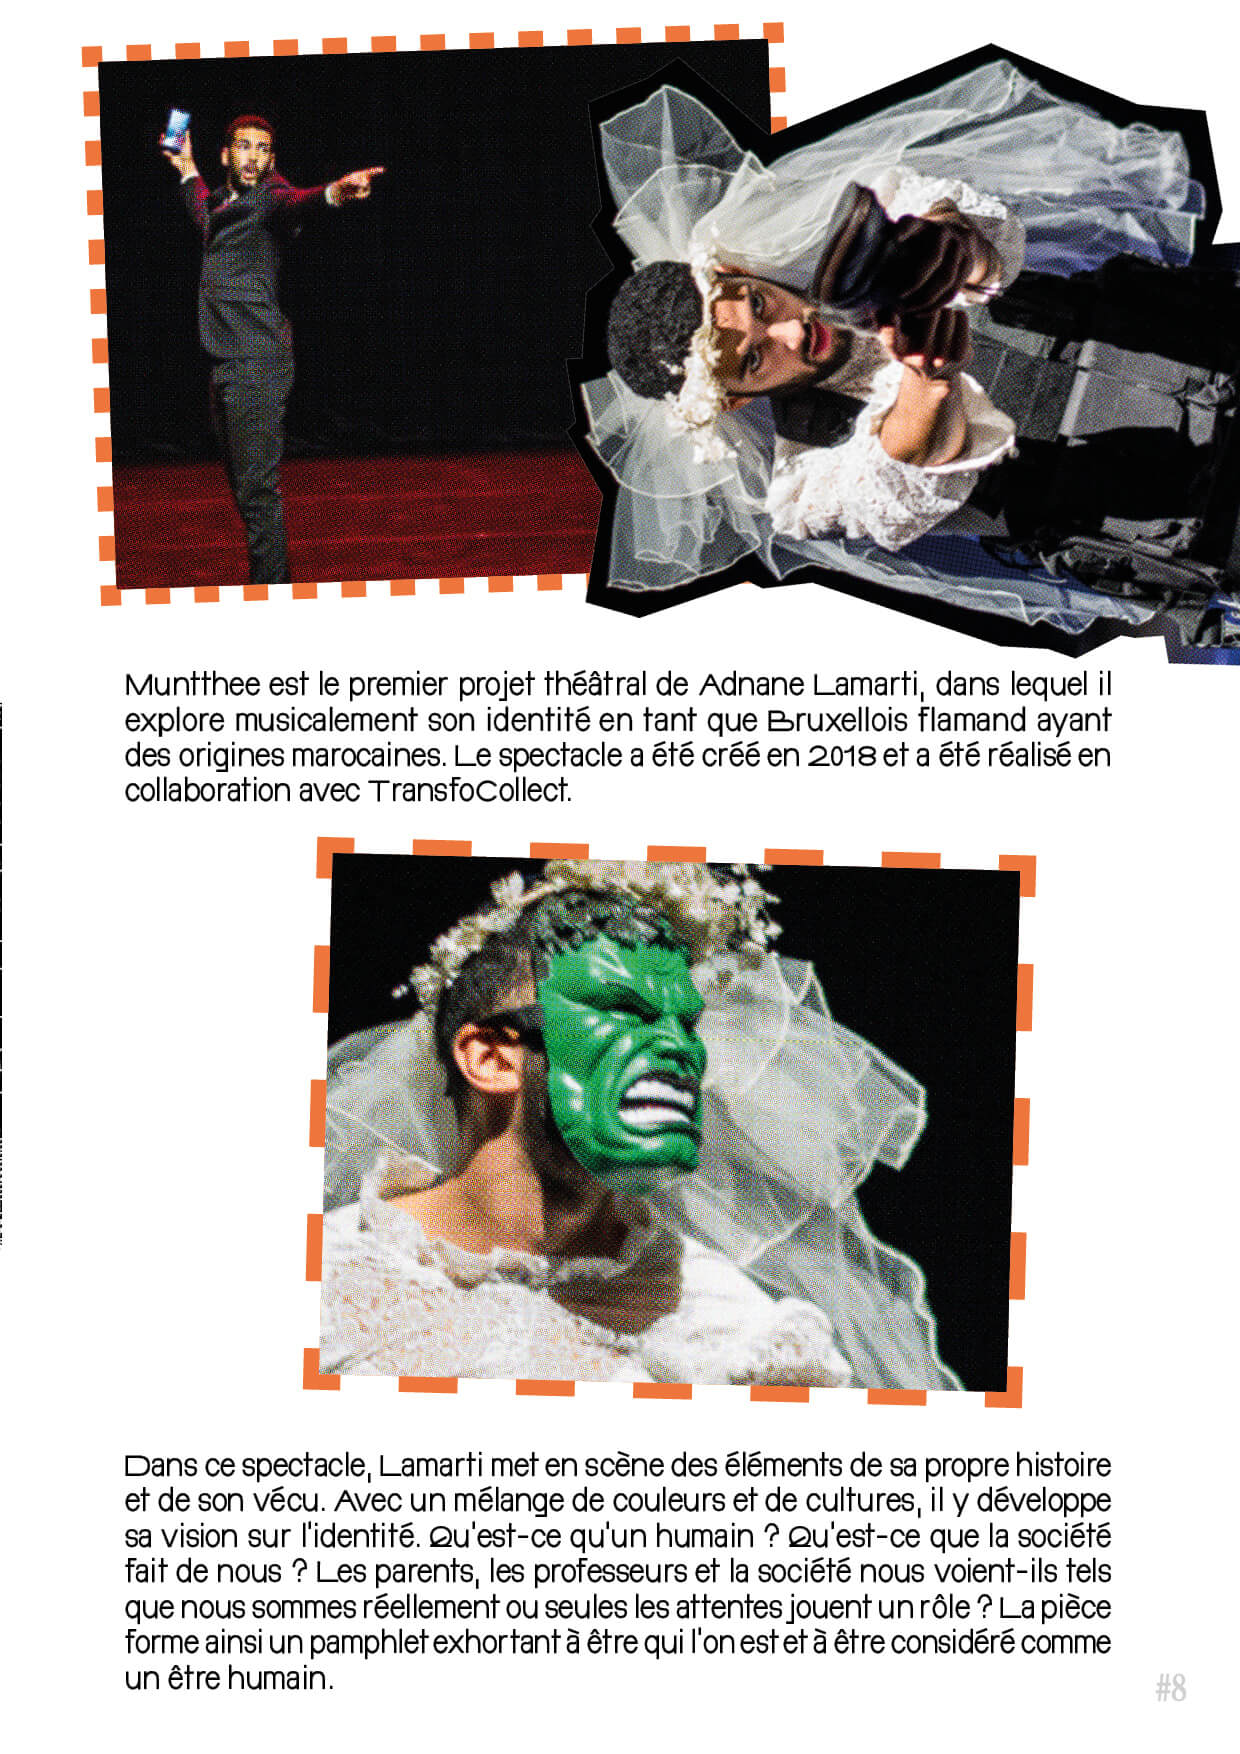 Muntthee est le premier projet théâtral de Adnane Lamarti, dans lequel il
explore musicalement son identité en tant que Bruxellois flamand ayant
des origines marocaines. Le spectacle a été créé en 2018 et a été réalisé en
collaboration avec TransfoCollect.
Dans ce spectacle, Lamarti met en scène des éléments de sa propre histoire
et de son vécu. Avec un mélange de couleurs et de cultures, il y développe
sa vision sur l'identité. Qu'est-ce qu'un humain ? Qu'est-ce que la société
fait de nous ? Les parents, les professeurs et la société nous voient-ils tels
que nous sommes réellement ou seules les attentes jouent un rôle ? La pièce
forme ainsi un pamphlet exhortant à être qui l'on est et à être considéré comme
un être humain.
#8